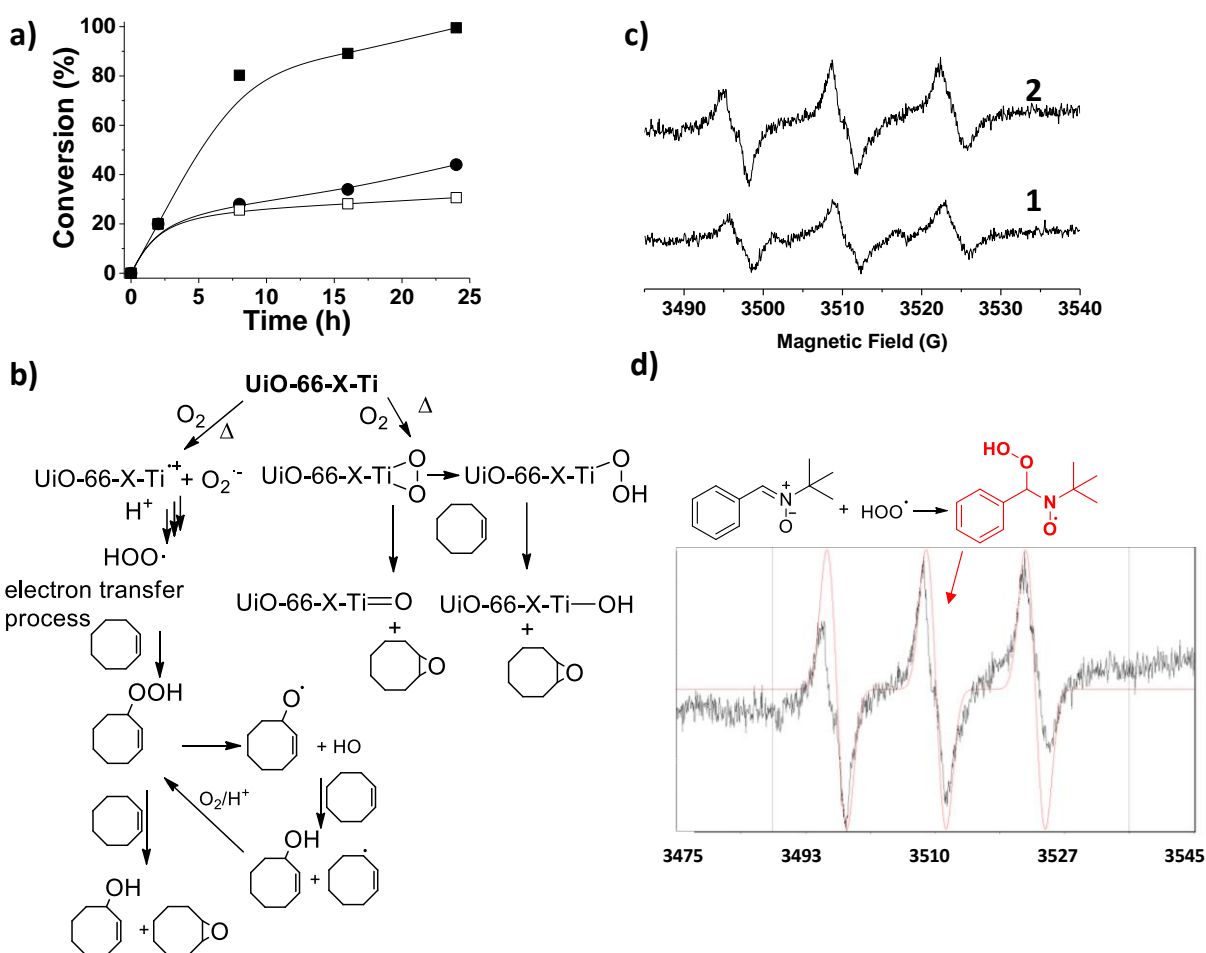 a)
Conversion (%)
100
80
60
40
20
0
0 5 10 15 20 25
Time (h)
c)
2
1
3490 3500 3510 3520 3530 3540
Magnetic Field (G)
b)
UiO-66-X-Ti
O2 Δ
O2 Δ
UiO-66-X-Ti•+ + O2•-
UiO-66-X-Ti O O
UiO-66-X-Ti O OH
H+
HOO•
electron transfer
process
UiO-66-X-Ti=O
+
O
UiO-66-X-Ti—OH
+
O
OOH
O•
+ HO
O2/H+
OH
+
•
OH
+
O
d)
N+
O-
+ HOO•
HO
O
N
O•
3475 3493 3510 3527 3545